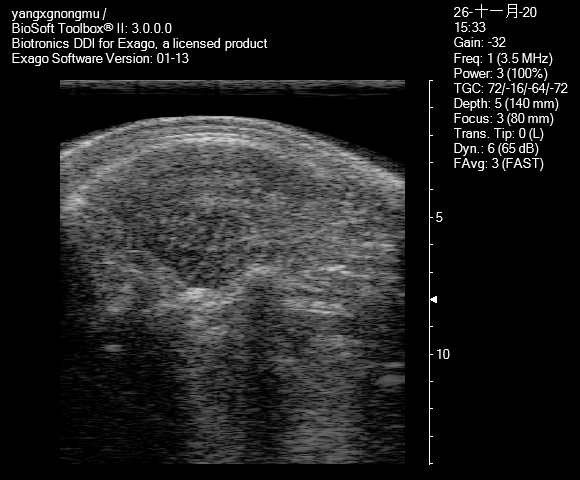 yangxgnongmu /
BioSoft Toolbox® II: 3.0.0.0
Biotronics DDI for Exago, a licensed product
Exago Software Version: 01-13
26-十一月-20
15:33
Gain: -32
Freq: 1 (3.5 MHz)
Power: 3 (100%)
TGC: 72/-16/-64/-72
Depth: 5 (140 mm)
Focus: 3 (80 mm)
Trans. Tip: 0 (L)
Dyn.: 6 (65 dB)
FAvg: 3 (FAST)
5
10